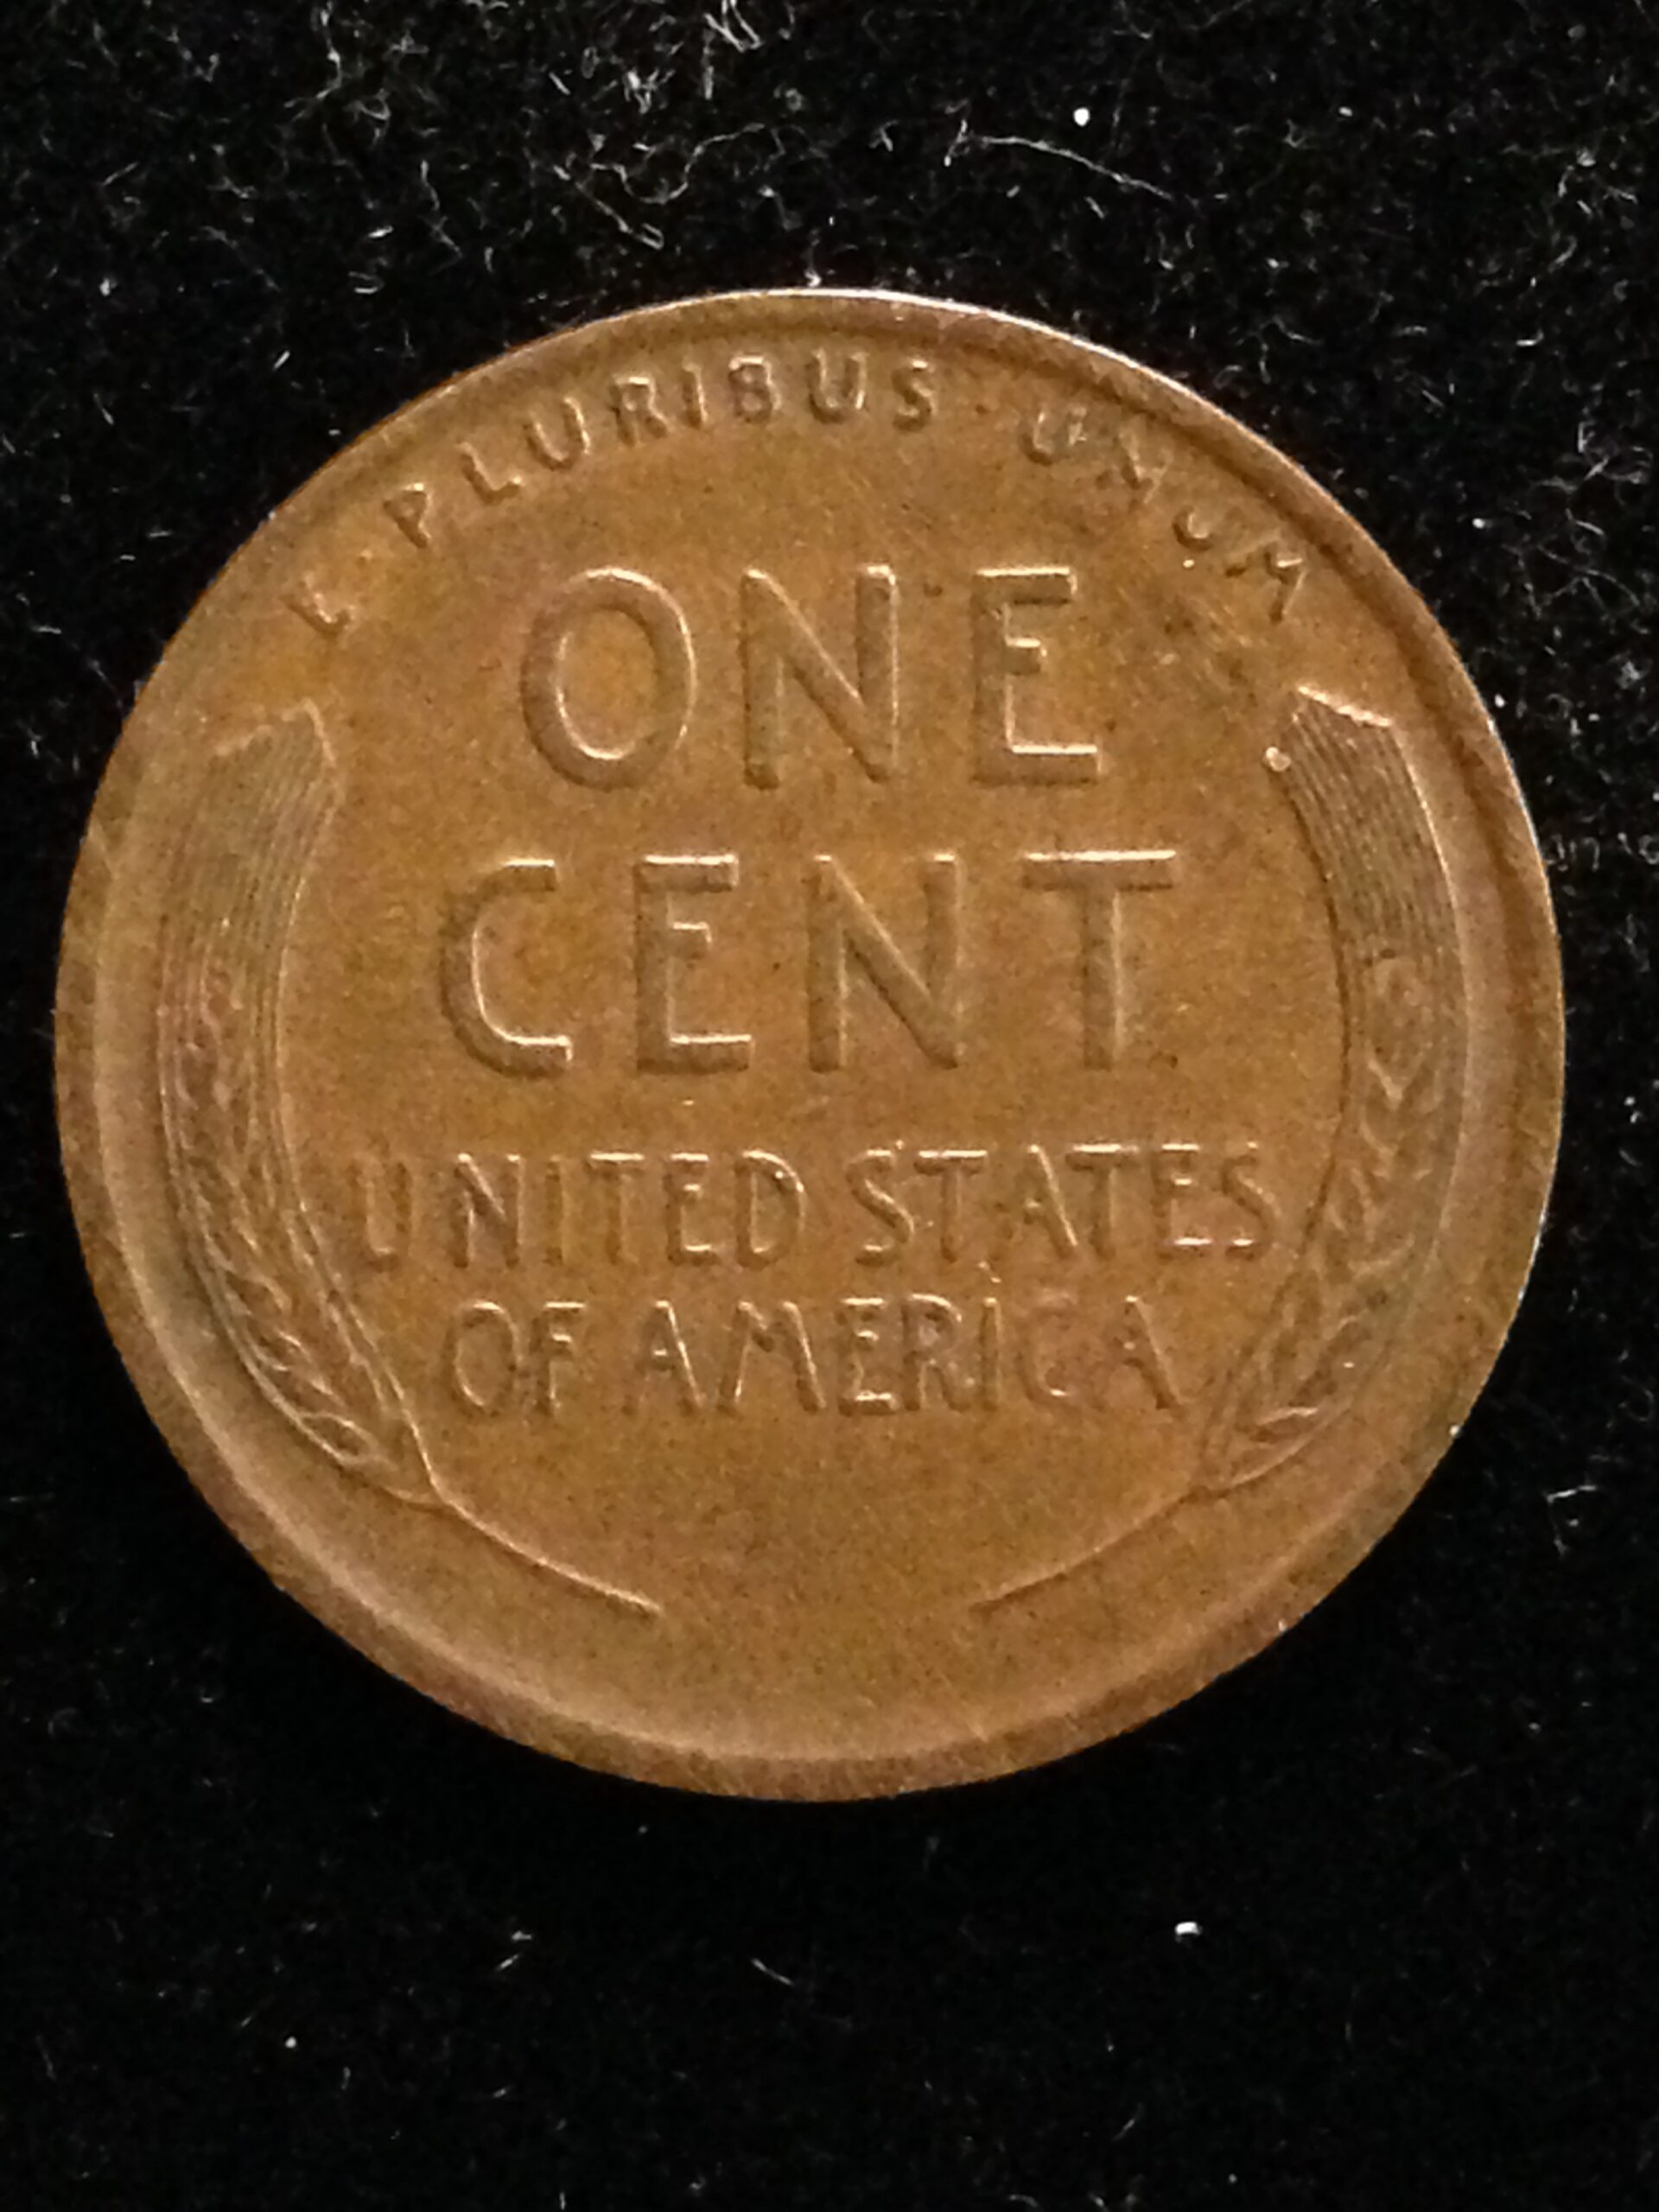 E · PLURIBUS · UNUM
ONE
CENT
UNITED STATES
OF AMERICA